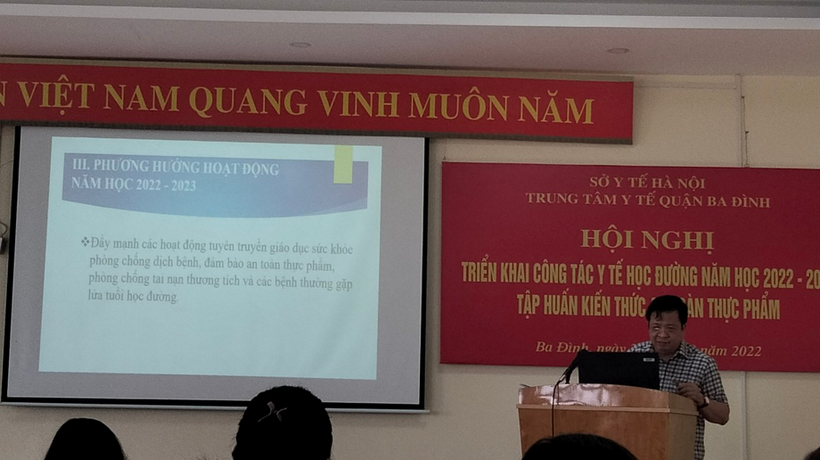 VIỆT NAM QUANG VINH MUÔN NĂM
III. PHƯƠNG HƯỚNG HOẠT ĐỘNG
NĂM HỌC 2022 - 2023
❖Đẩy mạnh các hoạt động tuyên truyền giáo dục sức khỏe
phòng chống dịch bệnh, đảm bảo an toàn thực phẩm,
phòng chống tai nạn thương tích và các bệnh thường gặp
lứa tuổi học đường.
SỞ Y TẾ HÀ NỘI
TRUNG TÂM Y TẾ QUẬN BA ĐÌNH
HỘI NGHỊ
TRIỂN KHAI CÔNG TÁC Y TẾ HỌC ĐƯỜNG NĂM HỌC 2022 - 20
TẬP HUẤN KIẾN THỨC TOÀN THỰC PHẨM
Ba Đình, ngày năm 2022